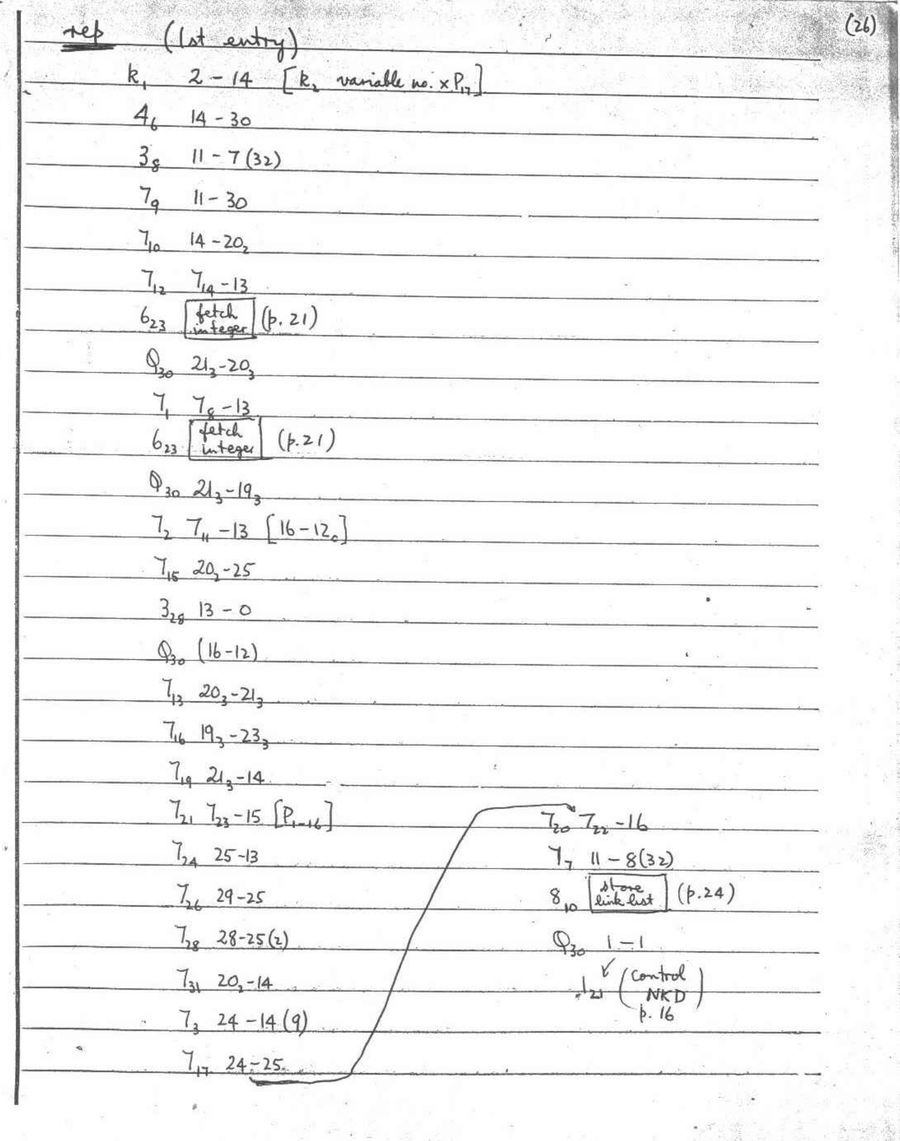 (26)
rep (1st entry)
k₁ 2 – 14 [k₂ variable no. × P₁₇]
4₆ 14 – 30
3₈ 11 – 7 (32)
7₉ 11 – 30
7₁₀ 14 – 20₂
7₁₂ 7₁₄ – 13
6₂₃ fetch integer (p. 21)
Q₃₀ 21₃ – 20₃
7₁ 7₈ – 13
6₂₃ fetch integer (p. 21)
Q₃₀ 21₃ – 19₃
7₂ 7₁₁ – 13 [16 – 12₀]
7₁₅ 20₂ – 25
3₂₈ 13 – 0
Q₃₀ (16 – 12)
7₁₃ 20₃ – 21₃
7₁₆ 19₃ – 23₃
7₁₉ 21₃ – 14
7₂₁ 7₂₃ – 15 [P₁₋₁₆]
7₂₄ 25 – 13
7₂₆ 29 – 25
7₂₈ 28 – 25 (2)
7₃₁ 20₂ – 14
7₃ 24 – 14 (9)
7₁₇ 24 – 25
7₂₀ 7₂₂ – 16
7₇ 11 – 8 (32)
8₁₀ store link list (p. 24)
Q₃₀ 1 – 1
1₂₁ (control
NKD)
p. 16